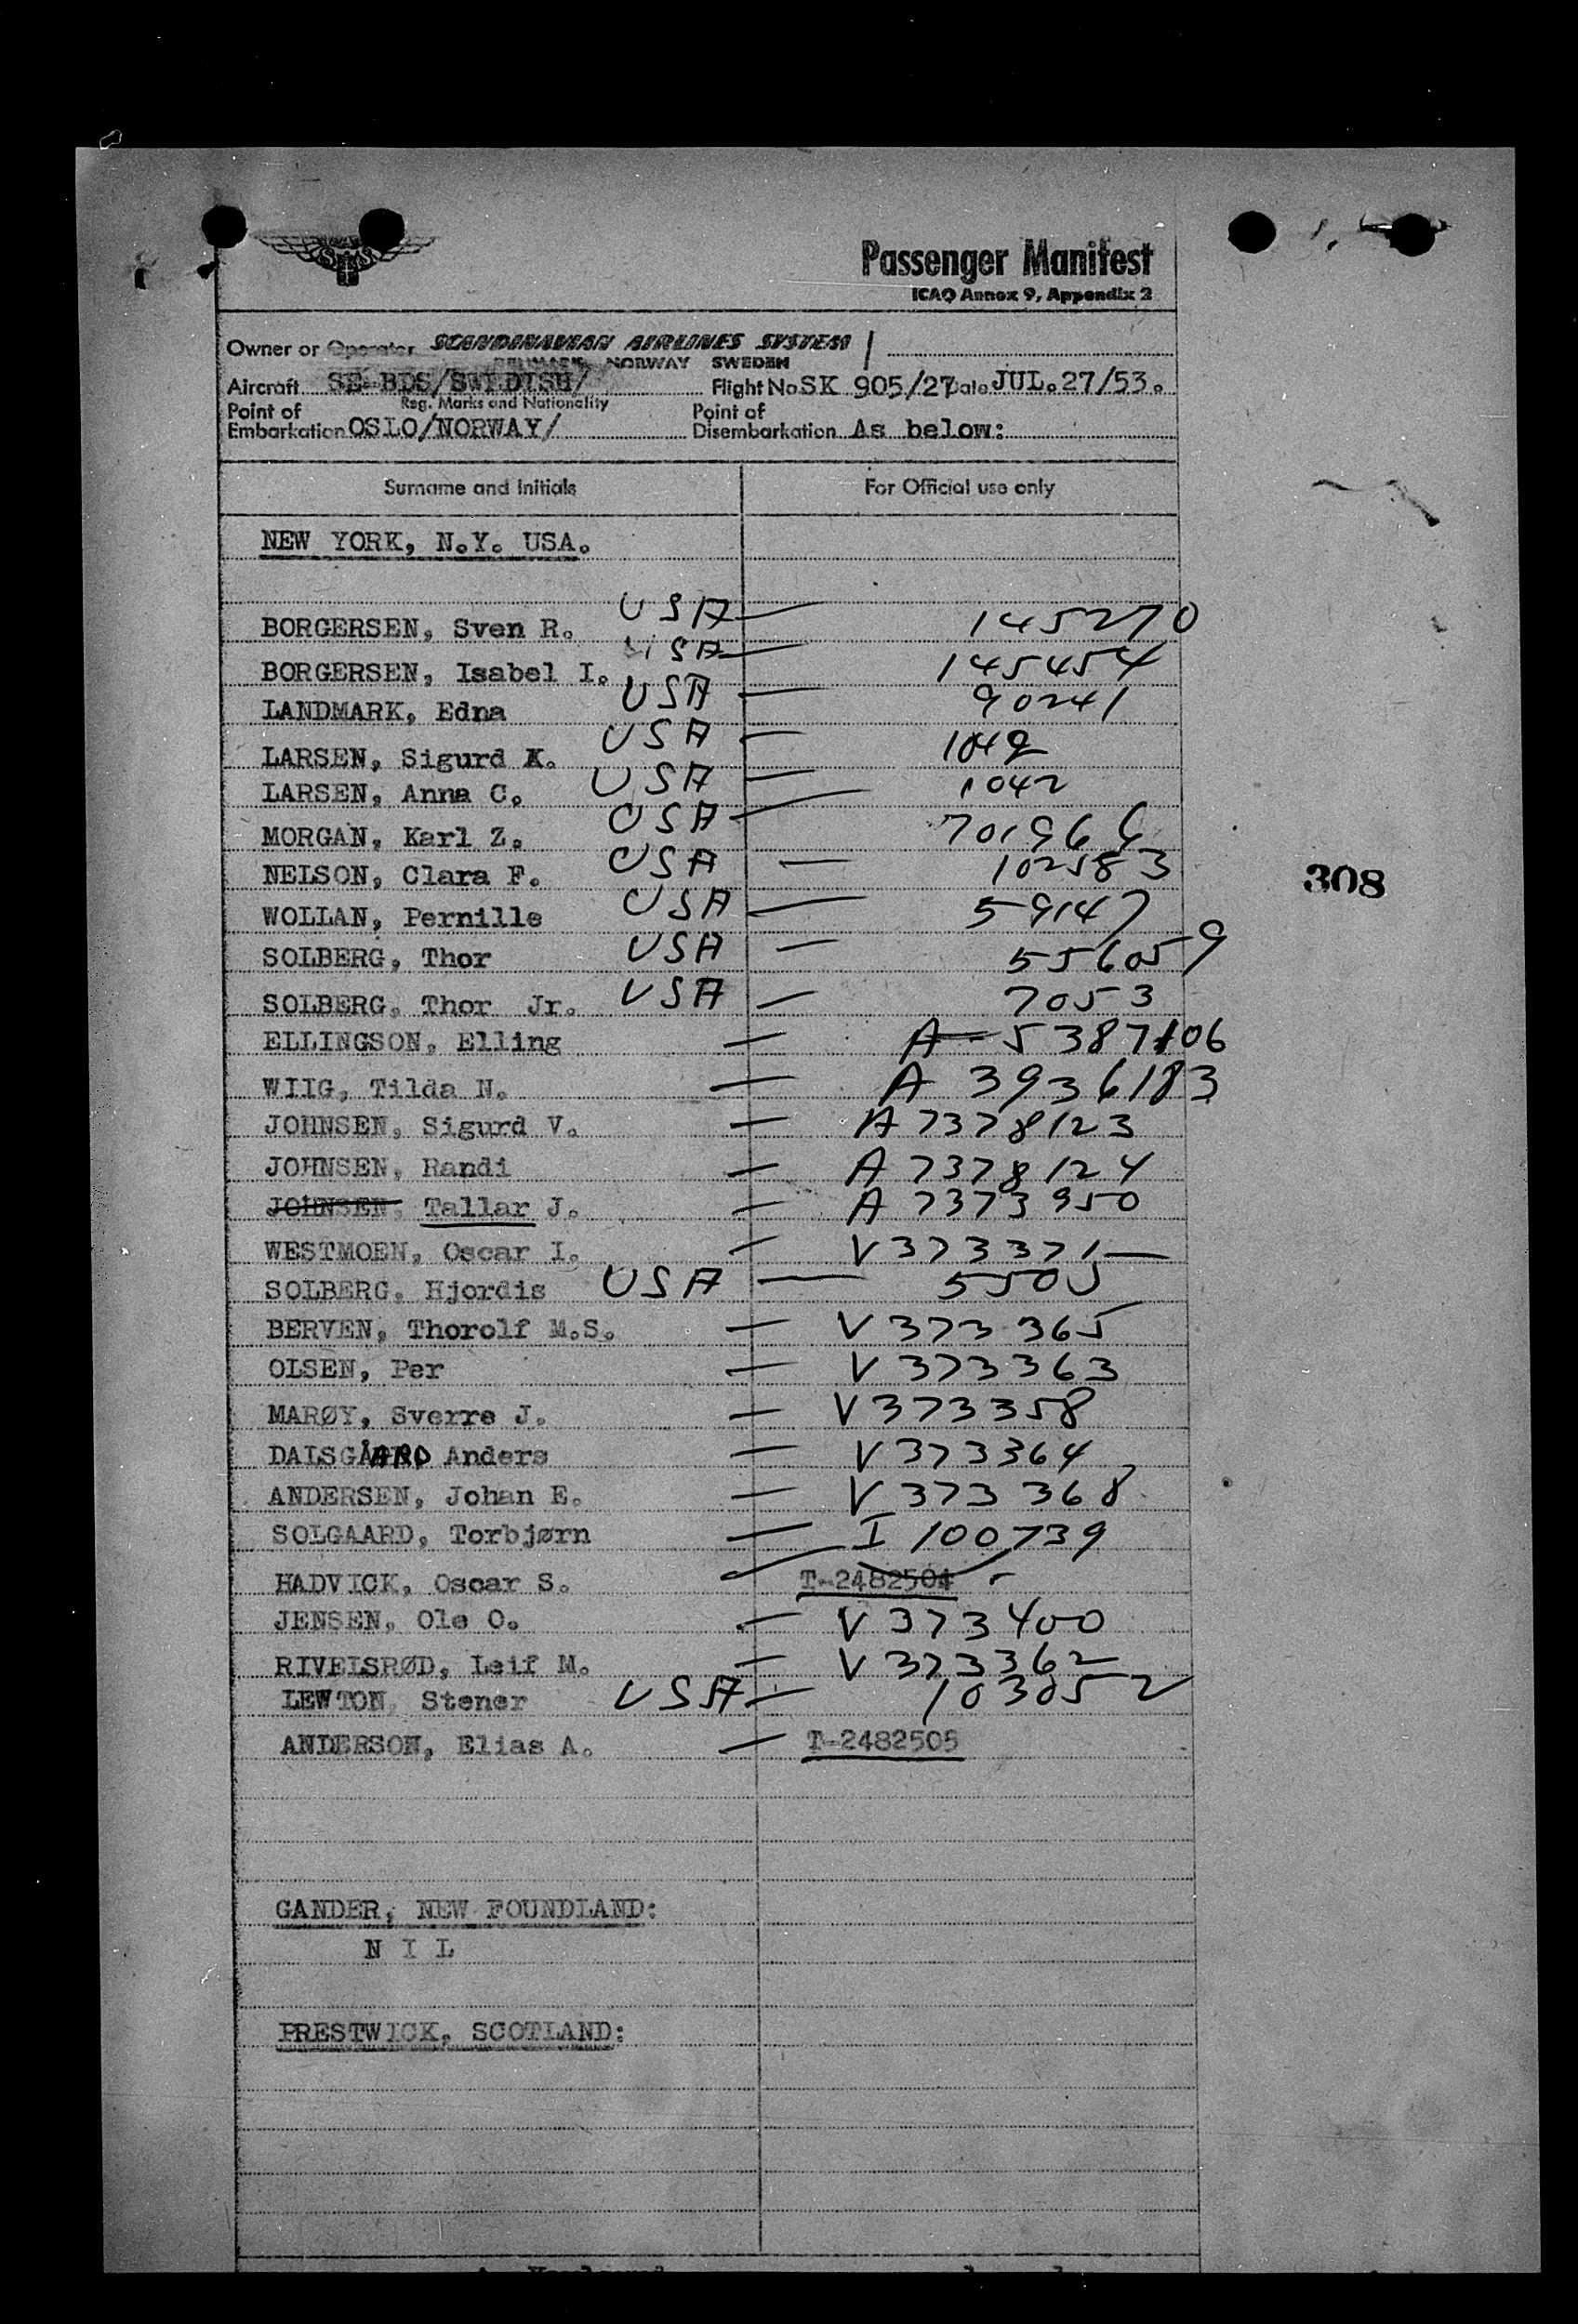 SAS
Passenger Manifest
ICAO Annex 9, Appendix 2
Owner or Operator SCANDINAVIAN AIRLINES SYSTEM
DENMARK NORWAY SWEDEN
Aircraft SE-BDS/SWEDISH/ Flight No SK 905/27 Date JUL.27/53.
Reg. Marks and Nationality
Point of Embarkation OSLO/NORWAY/ Point of Disembarkation As below:
Surname and Initials For Official use only
NEW YORK, N.Y. USA.
BORGERSEN, Sven R. USA — 145270
BORGERSEN, Isabel I. USA — 145454
LANDMARK, Edna USA — 90241
LARSEN, Sigurd K. USA — 1042
LARSEN, Anna C. USA — 1042
MORGAN, Karl Z. USA — 701966
NELSON, Clara F. USA — 102583
308
WOLLAN, Pernille USA — 59147
SOLBERG, Thor USA — 556059
SOLBERG, Thor Jr. USA — 7053
ELLINGSON, Elling — A-5387106
WIIG, Tilda N. — A 3936183
JOHNSEN, Sigurd V. — A 7378123
JOHNSEN, Randi — A 7378124
JOHNSEN, Tallar J. — A 7373950
WESTMOEN, Oscar I. — V 373371 —
SOLBERG, Hjordis USA — 5505
BERVEN, Thorolf M.S. — V 373365
OLSEN, Per — V 373363
MARØY, Sverre J. — V 373358
DALSGÅARD Anders — V 373364
ANDERSEN, Johan E. — V 373368
SOLGAARD, Torbjørn — I 100739
HADVICK, Oscar S. — T-2482504
JENSEN, Ole O. — V 373400
RIVELSRØD, Leif M. — V 373362
LEWTON, Stener USA — 103052
ANDERSON, Elias A. — T-2482505
GANDER, NEW FOUNDLAND:
N I L
PRESTWICK, SCOTLAND: